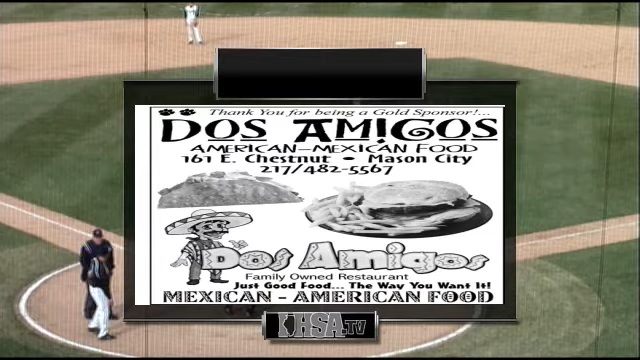 Thank You for being a Gold Sponsor!...
DOS AMIGOS
AMERICAN-MEXICAN FOOD
161 E. Chestnut • Mason City
217/482-5567
Dos Amigos
Family Owned Restaurant
Just Good Food... The Way You Want It!
MEXICAN - AMERICAN FOOD
IHSA.TV